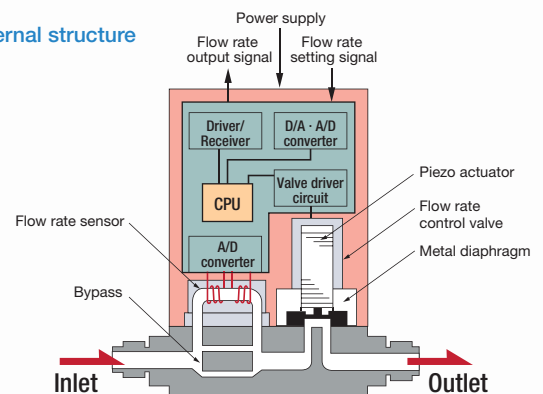 ernal structure
Power supply
Flow rate
output signal
Flow rate
setting signal
Driver/
Receiver
D/A · A/D
converter
CPU
Valve driver
circuit
A/D
converter
Piezo actuator
Flow rate
control valve
Metal diaphragm
Flow rate sensor
Bypass
Inlet
Outlet